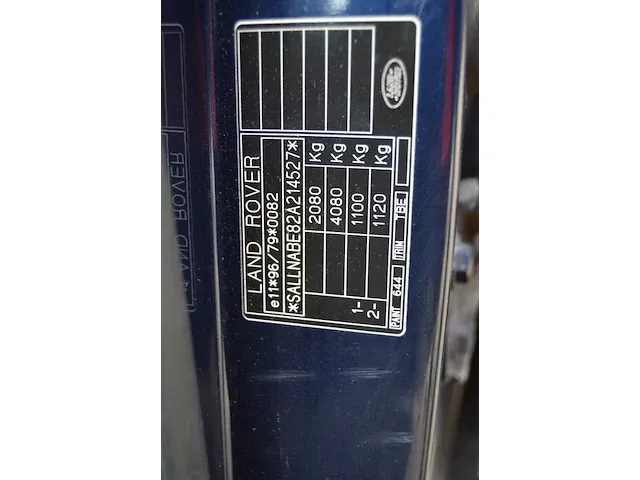 LAND ROVER
e11*96/79*0082
*SALLNABE82A214527*
2080 Kg
4080 Kg
1- 1100 Kg
2- 1120 Kg
PAINT 644 TRIM TBE
LAND ROVER